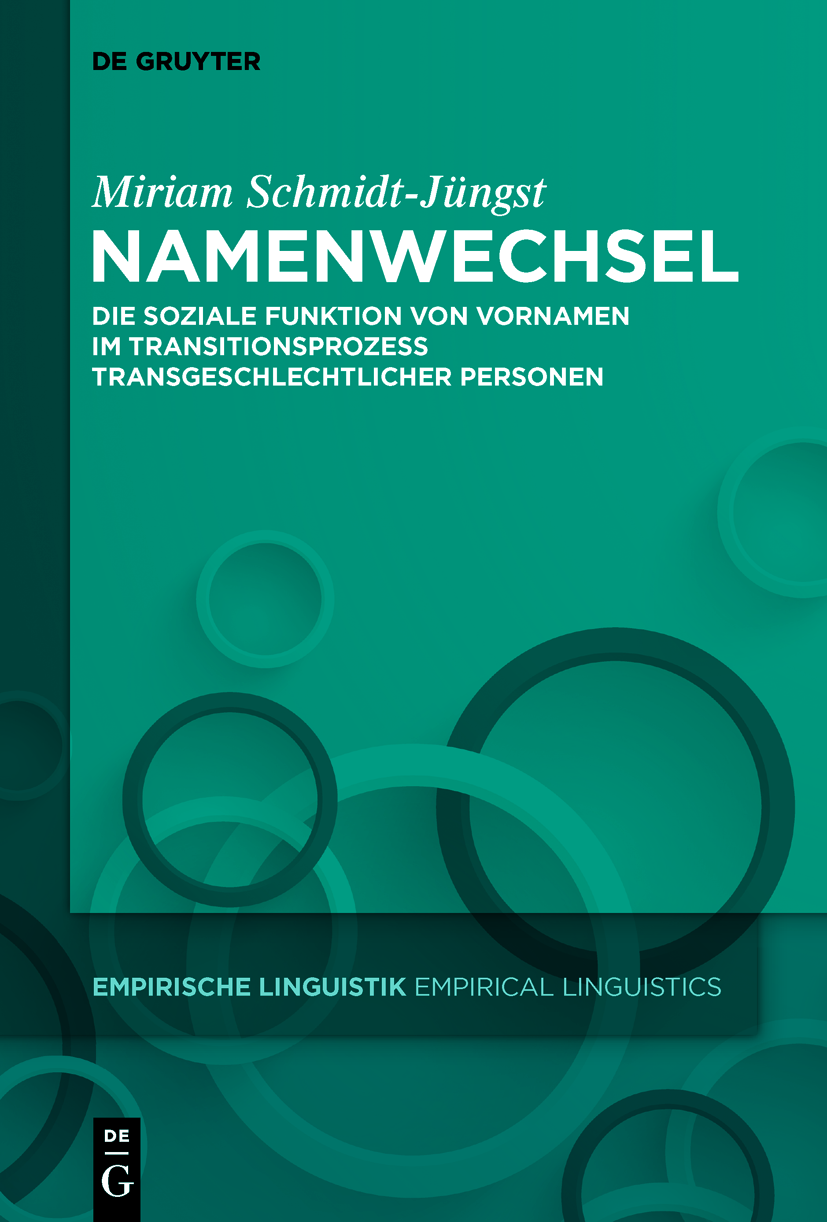 DE GRUYTER
Miriam Schmidt-Jüngst
NAMENWECHSEL
DIE SOZIALE FUNKTION VON VORNAMEN
IM TRANSITIONSPROZESS
TRANSGESCHLECHTLICHER PERSONEN
EMPIRISCHE LINGUISTIK EMPIRICAL LINGUISTICS
DE
G